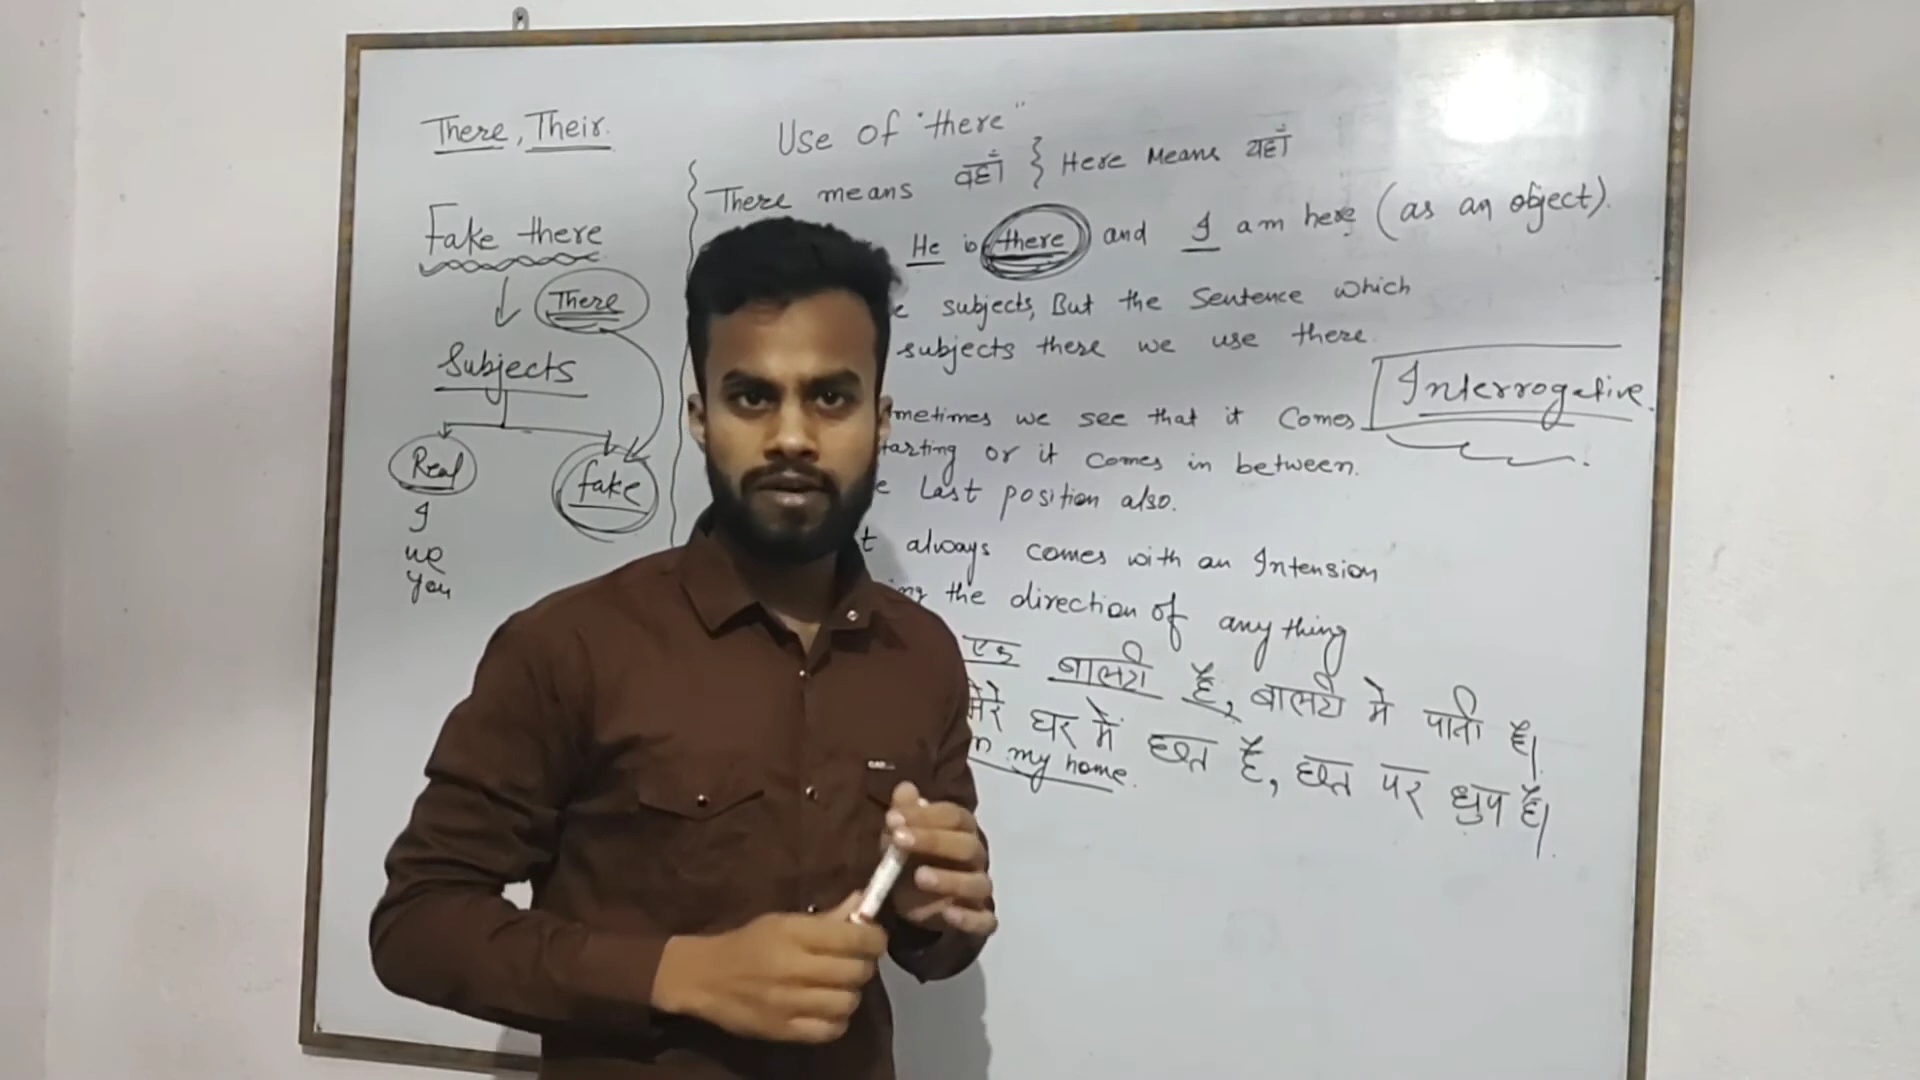 There, Their.
Fake there
There
Subjects
Real
fake
I
we
you
Use of "there"
There means वहाँ } Here Means यहाँ
He is there and I am here (as an object).
subjects, But the Sentence which
subjects there we use there.
Interrogative.
metimes we see that it Comes
tarting or it comes in between.
Last position also.
t always comes with an Intension
the direction of any thing
एक बाल्टी है, बाल्टी मे पानी है।
मेरे घर में छत है, छत पर धुप है।
my home.